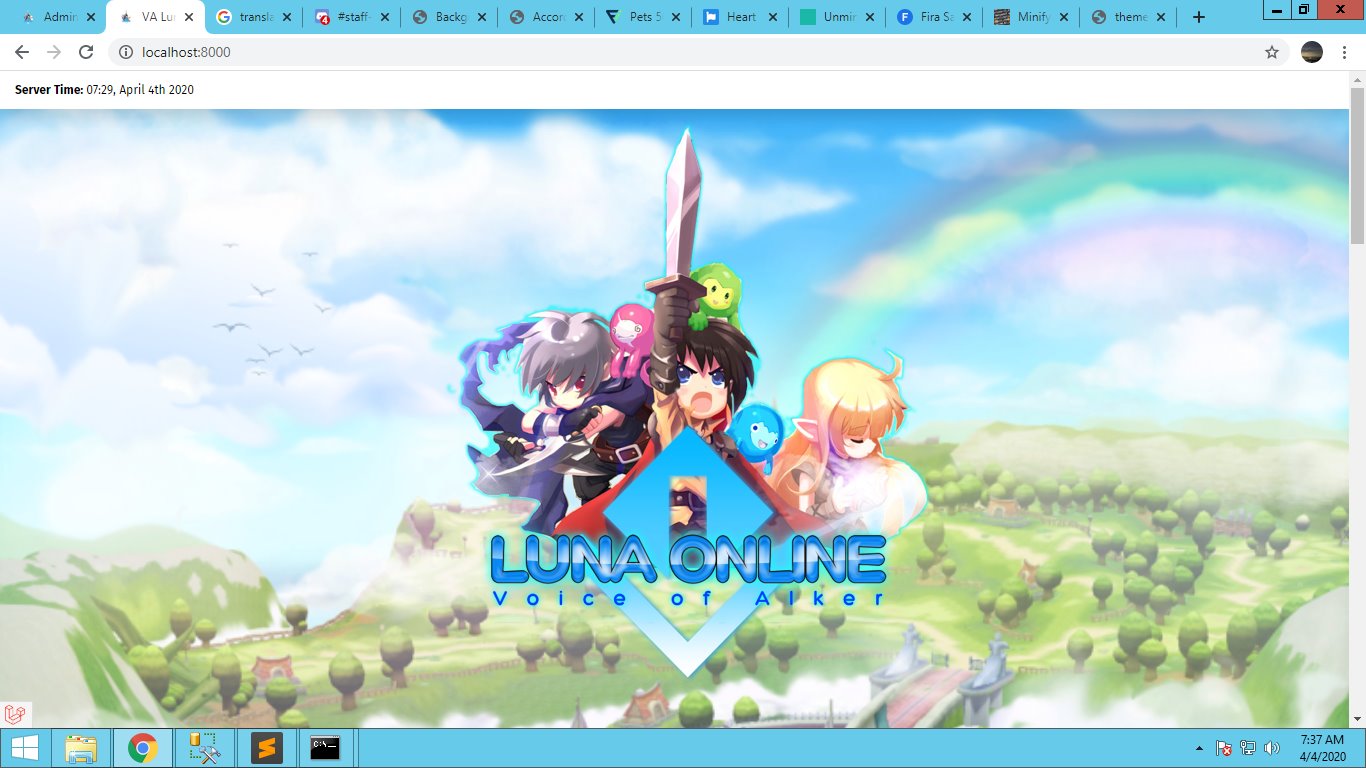 Admin
VA Lu
transla
#staff-
Backg
Accor
Pets 5
Heart
Unmin
Fira Sa
Minify
theme
localhost:8000
Server Time: 07:29, April 4th 2020
LUNA ONLINE
Voice of Alker
C:\_
7:37 AM
4/4/2020